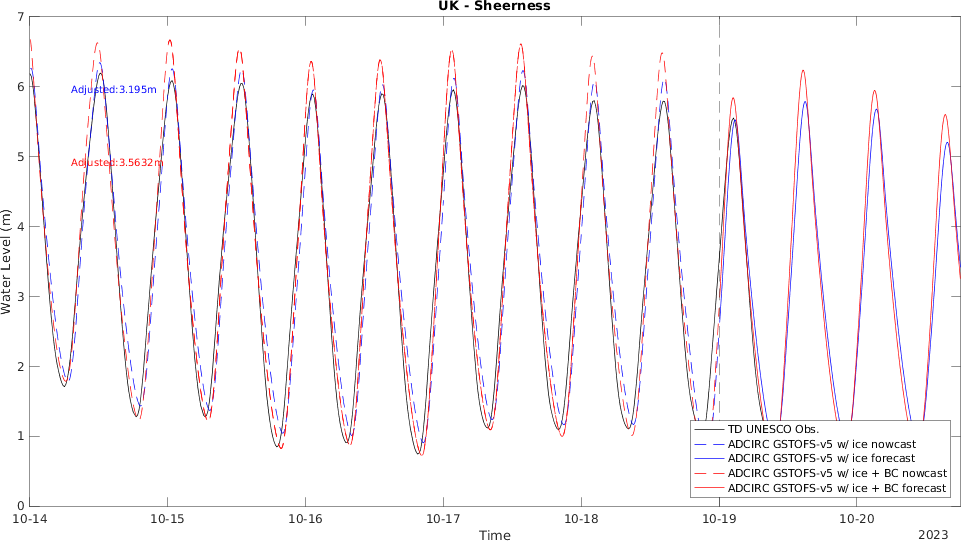 UK - Sheerness
7
6
5
4
3
2
1
0
Water Level (m)
Adjusted:3.195m
Adjusted:3.5632m
TD UNESCO Obs.
ADCIRC GSTOFS-v5 w/ ice nowcast
ADCIRC GSTOFS-v5 w/ ice forecast
ADCIRC GSTOFS-v5 w/ ice + BC nowcast
ADCIRC GSTOFS-v5 w/ ice + BC forecast
10-14 10-15 10-16 10-17 10-18 10-19 10-20
Time
2023